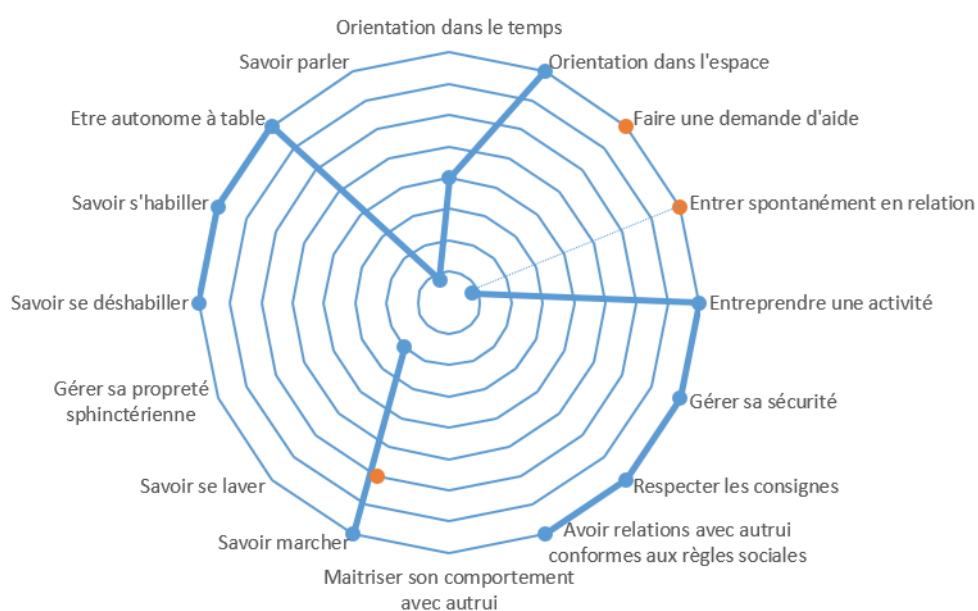 Orientation dans le temps
Savoir parler
Orientation dans l'espace
Etre autonome à table
Faire une demande d'aide
Savoir s'habiller
Entrer spontanément en relation
Savoir se déshabiller
Entreprendre une activité
Gérer sa propreté
sphinctérienne
Gérer sa sécurité
Savoir se laver
Respecter les consignes
Savoir marcher
Avoir relations avec autrui
conformes aux règles sociales
Maitriser son comportement
avec autrui